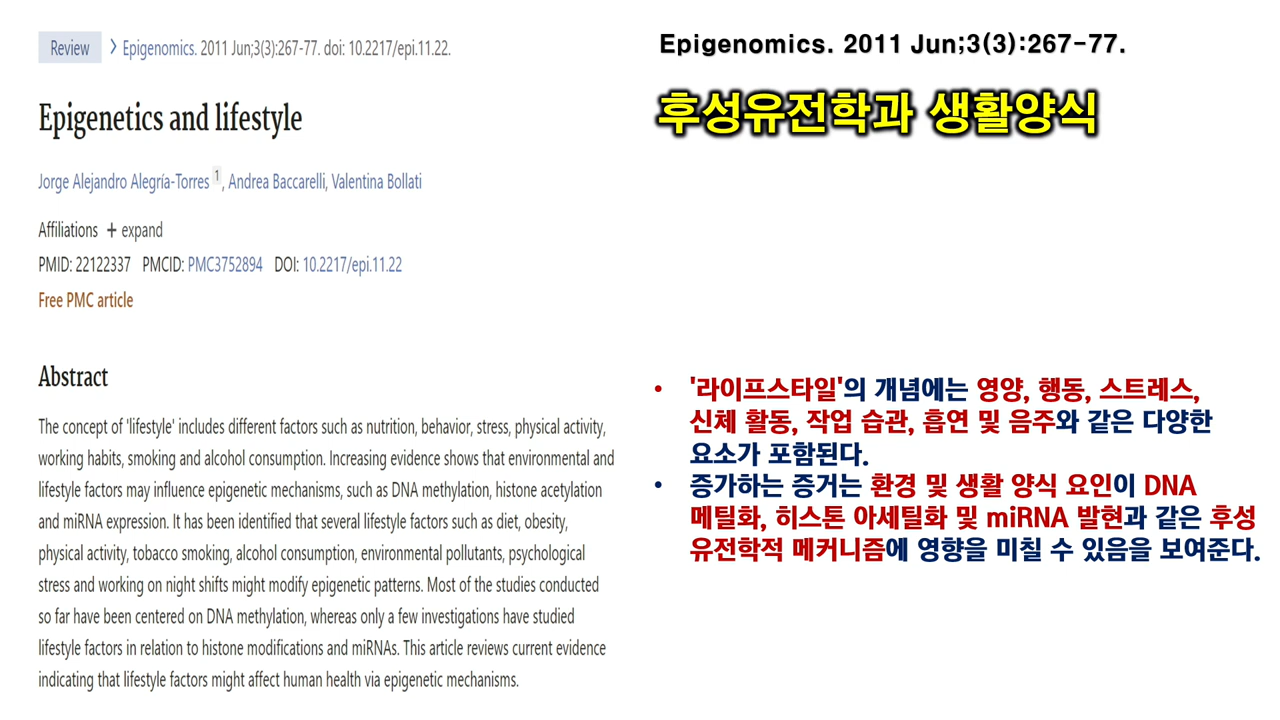 Review > Epigenomics. 2011 Jun;3(3):267-77. doi: 10.2217/epi.11.22.
Epigenetics and lifestyle
Jorge Alejandro Alegría-Torres 1, Andrea Baccarelli, Valentina Bollati
Affiliations + expand
PMID: 22122337 PMCID: PMC3752894 DOI: 10.2217/epi.11.22
Free PMC article
Abstract
The concept of 'lifestyle' includes different factors such as nutrition, behavior, stress, physical activity,
working habits, smoking and alcohol consumption. Increasing evidence shows that environmental and
lifestyle factors may influence epigenetic mechanisms, such as DNA methylation, histone acetylation
and miRNA expression. It has been identified that several lifestyle factors such as diet, obesity,
physical activity, tobacco smoking, alcohol consumption, environmental pollutants, psychological
stress and working on night shifts might modify epigenetic patterns. Most of the studies conducted
so far have been centered on DNA methylation, whereas only a few investigations have studied
lifestyle factors in relation to histone modifications and miRNAs. This article reviews current evidence
indicating that lifestyle factors might affect human health via epigenetic mechanisms.
Epigenomics. 2011 Jun;3(3):267-77.
후성유전학과 생활양식
• '라이프스타일'의 개념에는 영양, 행동, 스트레스,
신체 활동, 작업 습관, 흡연 및 음주와 같은 다양한
요소가 포함된다.
• 증가하는 증거는 환경 및 생활 양식 요인이 DNA
메틸화, 히스톤 아세틸화 및 miRNA 발현과 같은 후성
유전학적 메커니즘에 영향을 미칠 수 있음을 보여준다.